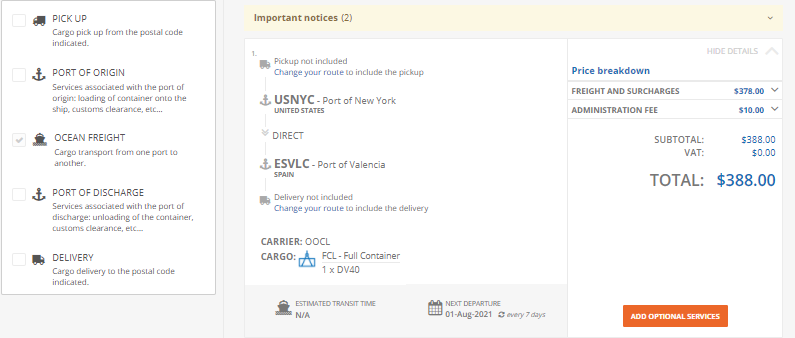 PICK UP
Cargo pick up from the postal code
indicated.
PORT OF ORIGIN
Services associated with the port of
origin: loading of container onto the
ship, customs clearance, etc...
OCEAN FREIGHT
Cargo transport from one port to
another.
PORT OF DISCHARGE
Services associated with the port of
discharge: unloading of the container,
customs clearance, etc...
DELIVERY
Cargo delivery to the postal code
indicated.
Important notices (2)
1.
Pickup not included
Change your route to include the pickup
USNYC - Port of New York
UNITED STATES
DIRECT
ESVLC - Port of Valencia
SPAIN
Delivery not included
Change your route to include the delivery
CARRIER: OOCL
CARGO: FCL - Full Container
1 x DV40
ESTIMATED TRANSIT TIME
N/A
NEXT DEPARTURE
01-Aug-2021 every 7 days
HIDE DETAILS
Price breakdown
FREIGHT AND SURCHARGES $378.00
ADMINISTRATION FEE $10.00
SUBTOTAL: $388.00
VAT: $0.00
TOTAL: $388.00
ADD OPTIONAL SERVICES